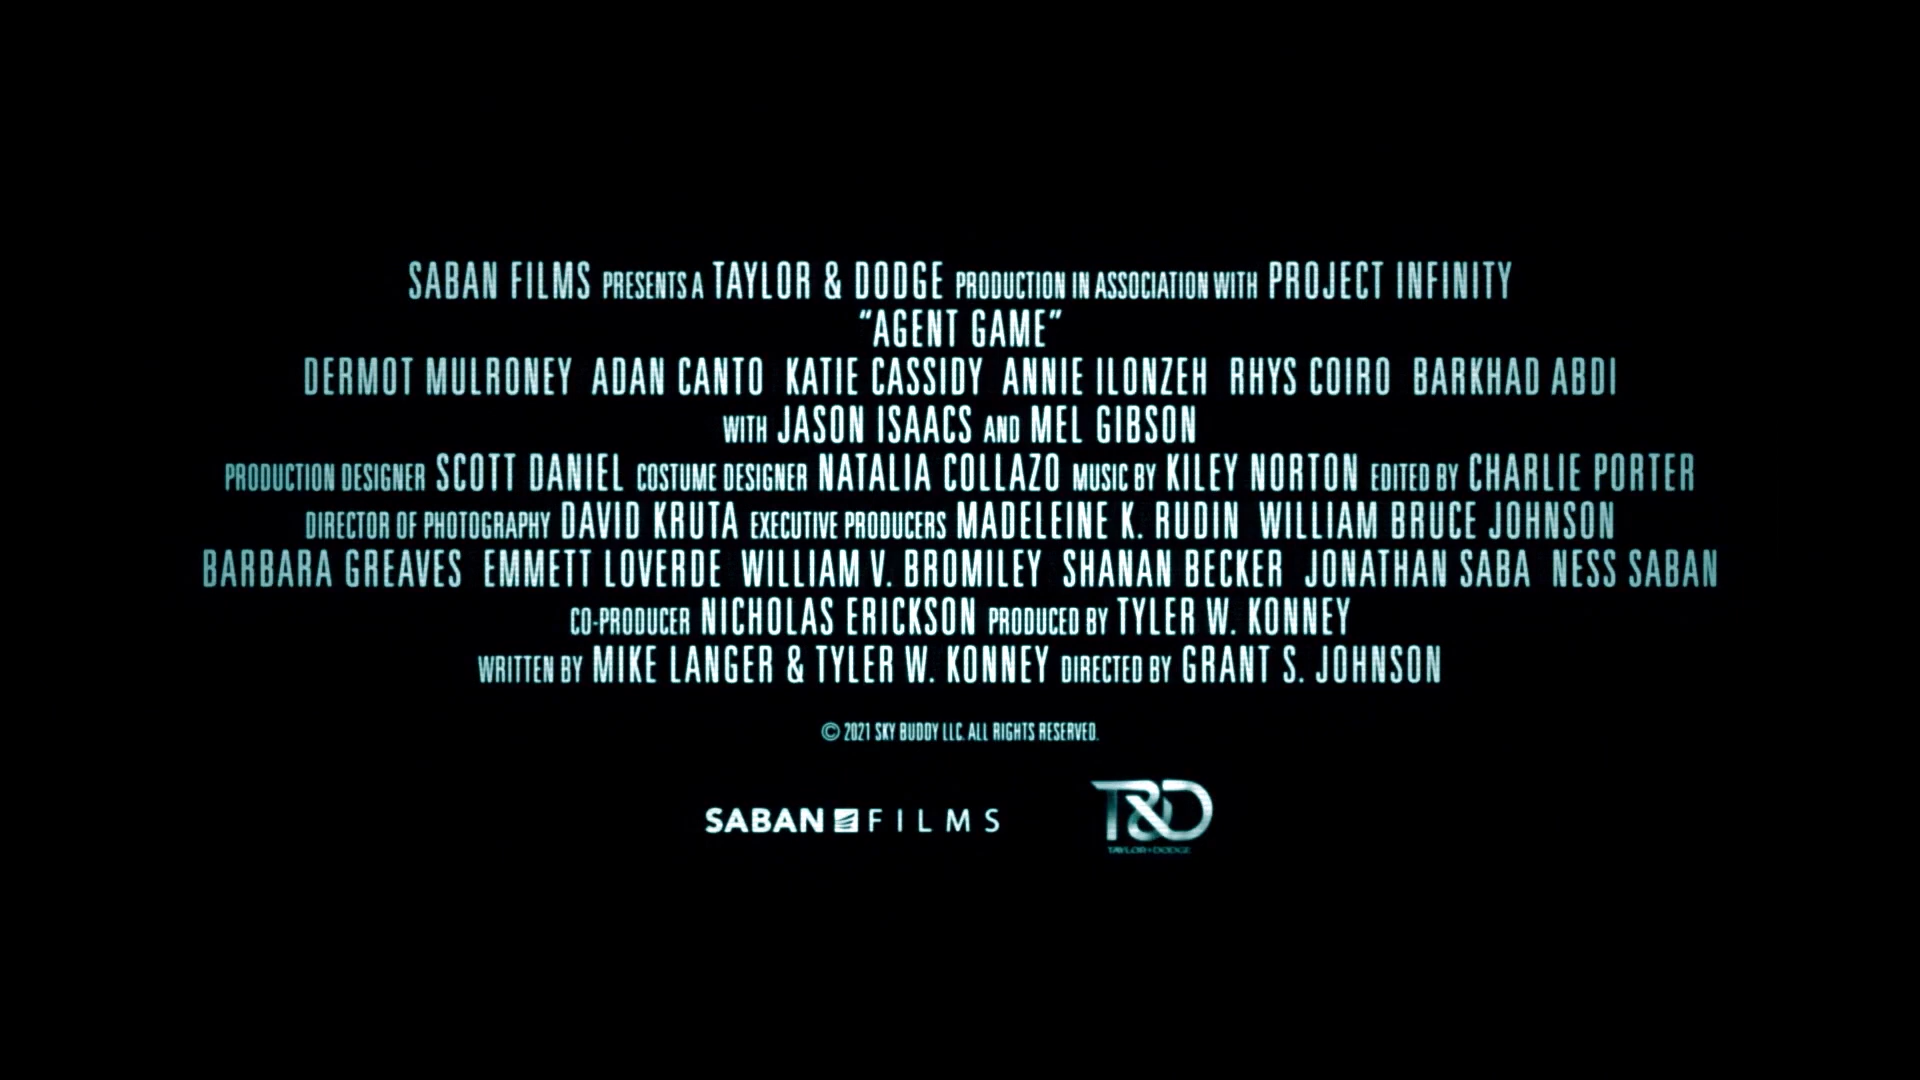 SABAN FILMS PRESENTS A TAYLOR & DODGE PRODUCTION IN ASSOCIATION WITH PROJECT INFINITY
“AGENT GAME”
DERMOT MULRONEY ADAN CANTO KATIE CASSIDY ANNIE ILONZEH RHYS COIRO BARKHAD ABDI
WITH JASON ISAACS AND MEL GIBSON
PRODUCTION DESIGNER SCOTT DANIEL COSTUME DESIGNER NATALIA COLLAZO MUSIC BY KILEY NORTON EDITED BY CHARLIE PORTER
DIRECTOR OF PHOTOGRAPHY DAVID KRUTA EXECUTIVE PRODUCERS MADELEINE K. RUDIN WILLIAM BRUCE JOHNSON
BARBARA GREAVES EMMETT LOVERDE WILLIAM V. BROMILEY SHANAN BECKER JONATHAN SABA NESS SABAN
CO-PRODUCER NICHOLAS ERICKSON PRODUCED BY TYLER W. KONNEY
WRITTEN BY MIKE LANGER & TYLER W. KONNEY DIRECTED BY GRANT S. JOHNSON
© 2021 SKY BUDDY LLC. ALL RIGHTS RESERVED.
SABAN FILMS
T&D
TAYLOR+DODGE